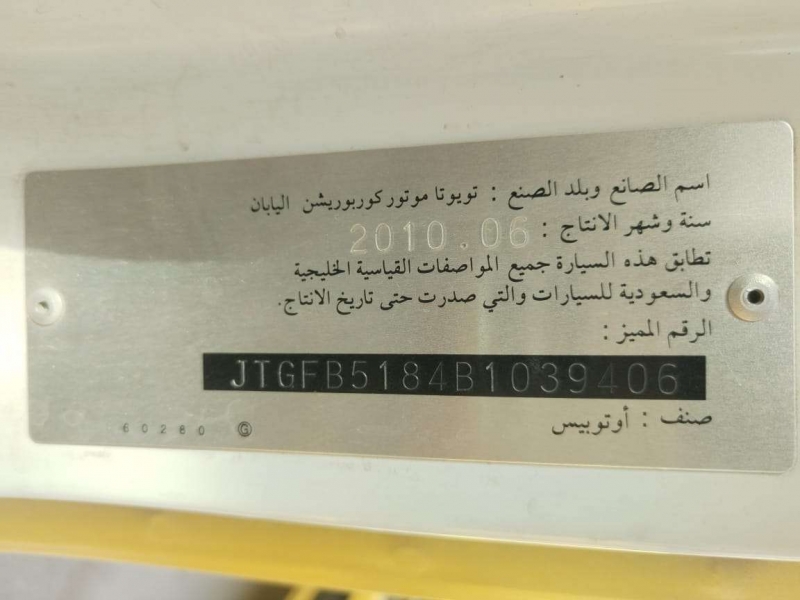 اسم الصانع وبلد الصنع : تويوتا موتور كوربوريشن اليابان
سنة وشهر الانتاج : 2010.06
تطابق هذه السيارة جميع المواصفات القياسية الخليجية
والسعودية للسيارات والتي صدرت حتى تاريخ الانتاج.
الرقم المميز :
JTGFB5184B1039406
صنف : أوتوبيس
60280 G